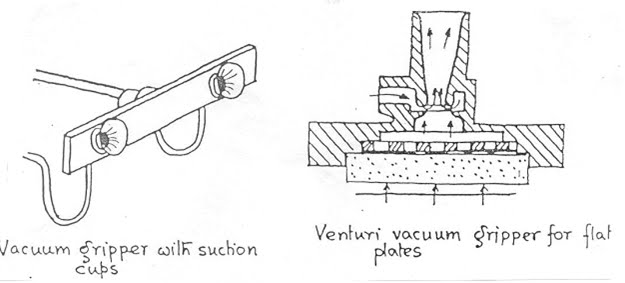 Vacuum gripper with suction
cups
Venturi vacuum gripper for flat
plates